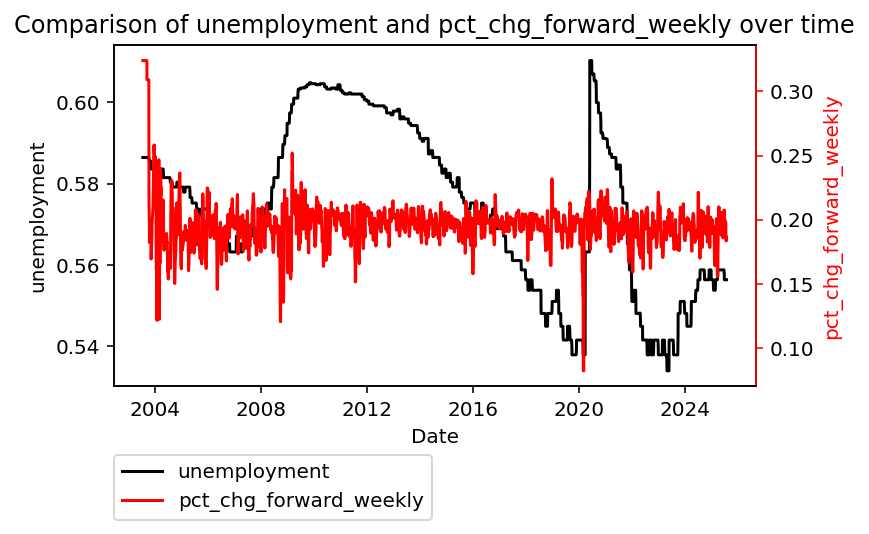 Comparison of unemployment and pct_chg_forward_weekly over time
unemployment
0.60
0.58
0.56
0.54
0.30
0.25
0.20
0.15
0.10
pct_chg_forward_weekly
2004 2008 2012 2016 2020 2024
Date
unemployment
pct_chg_forward_weekly